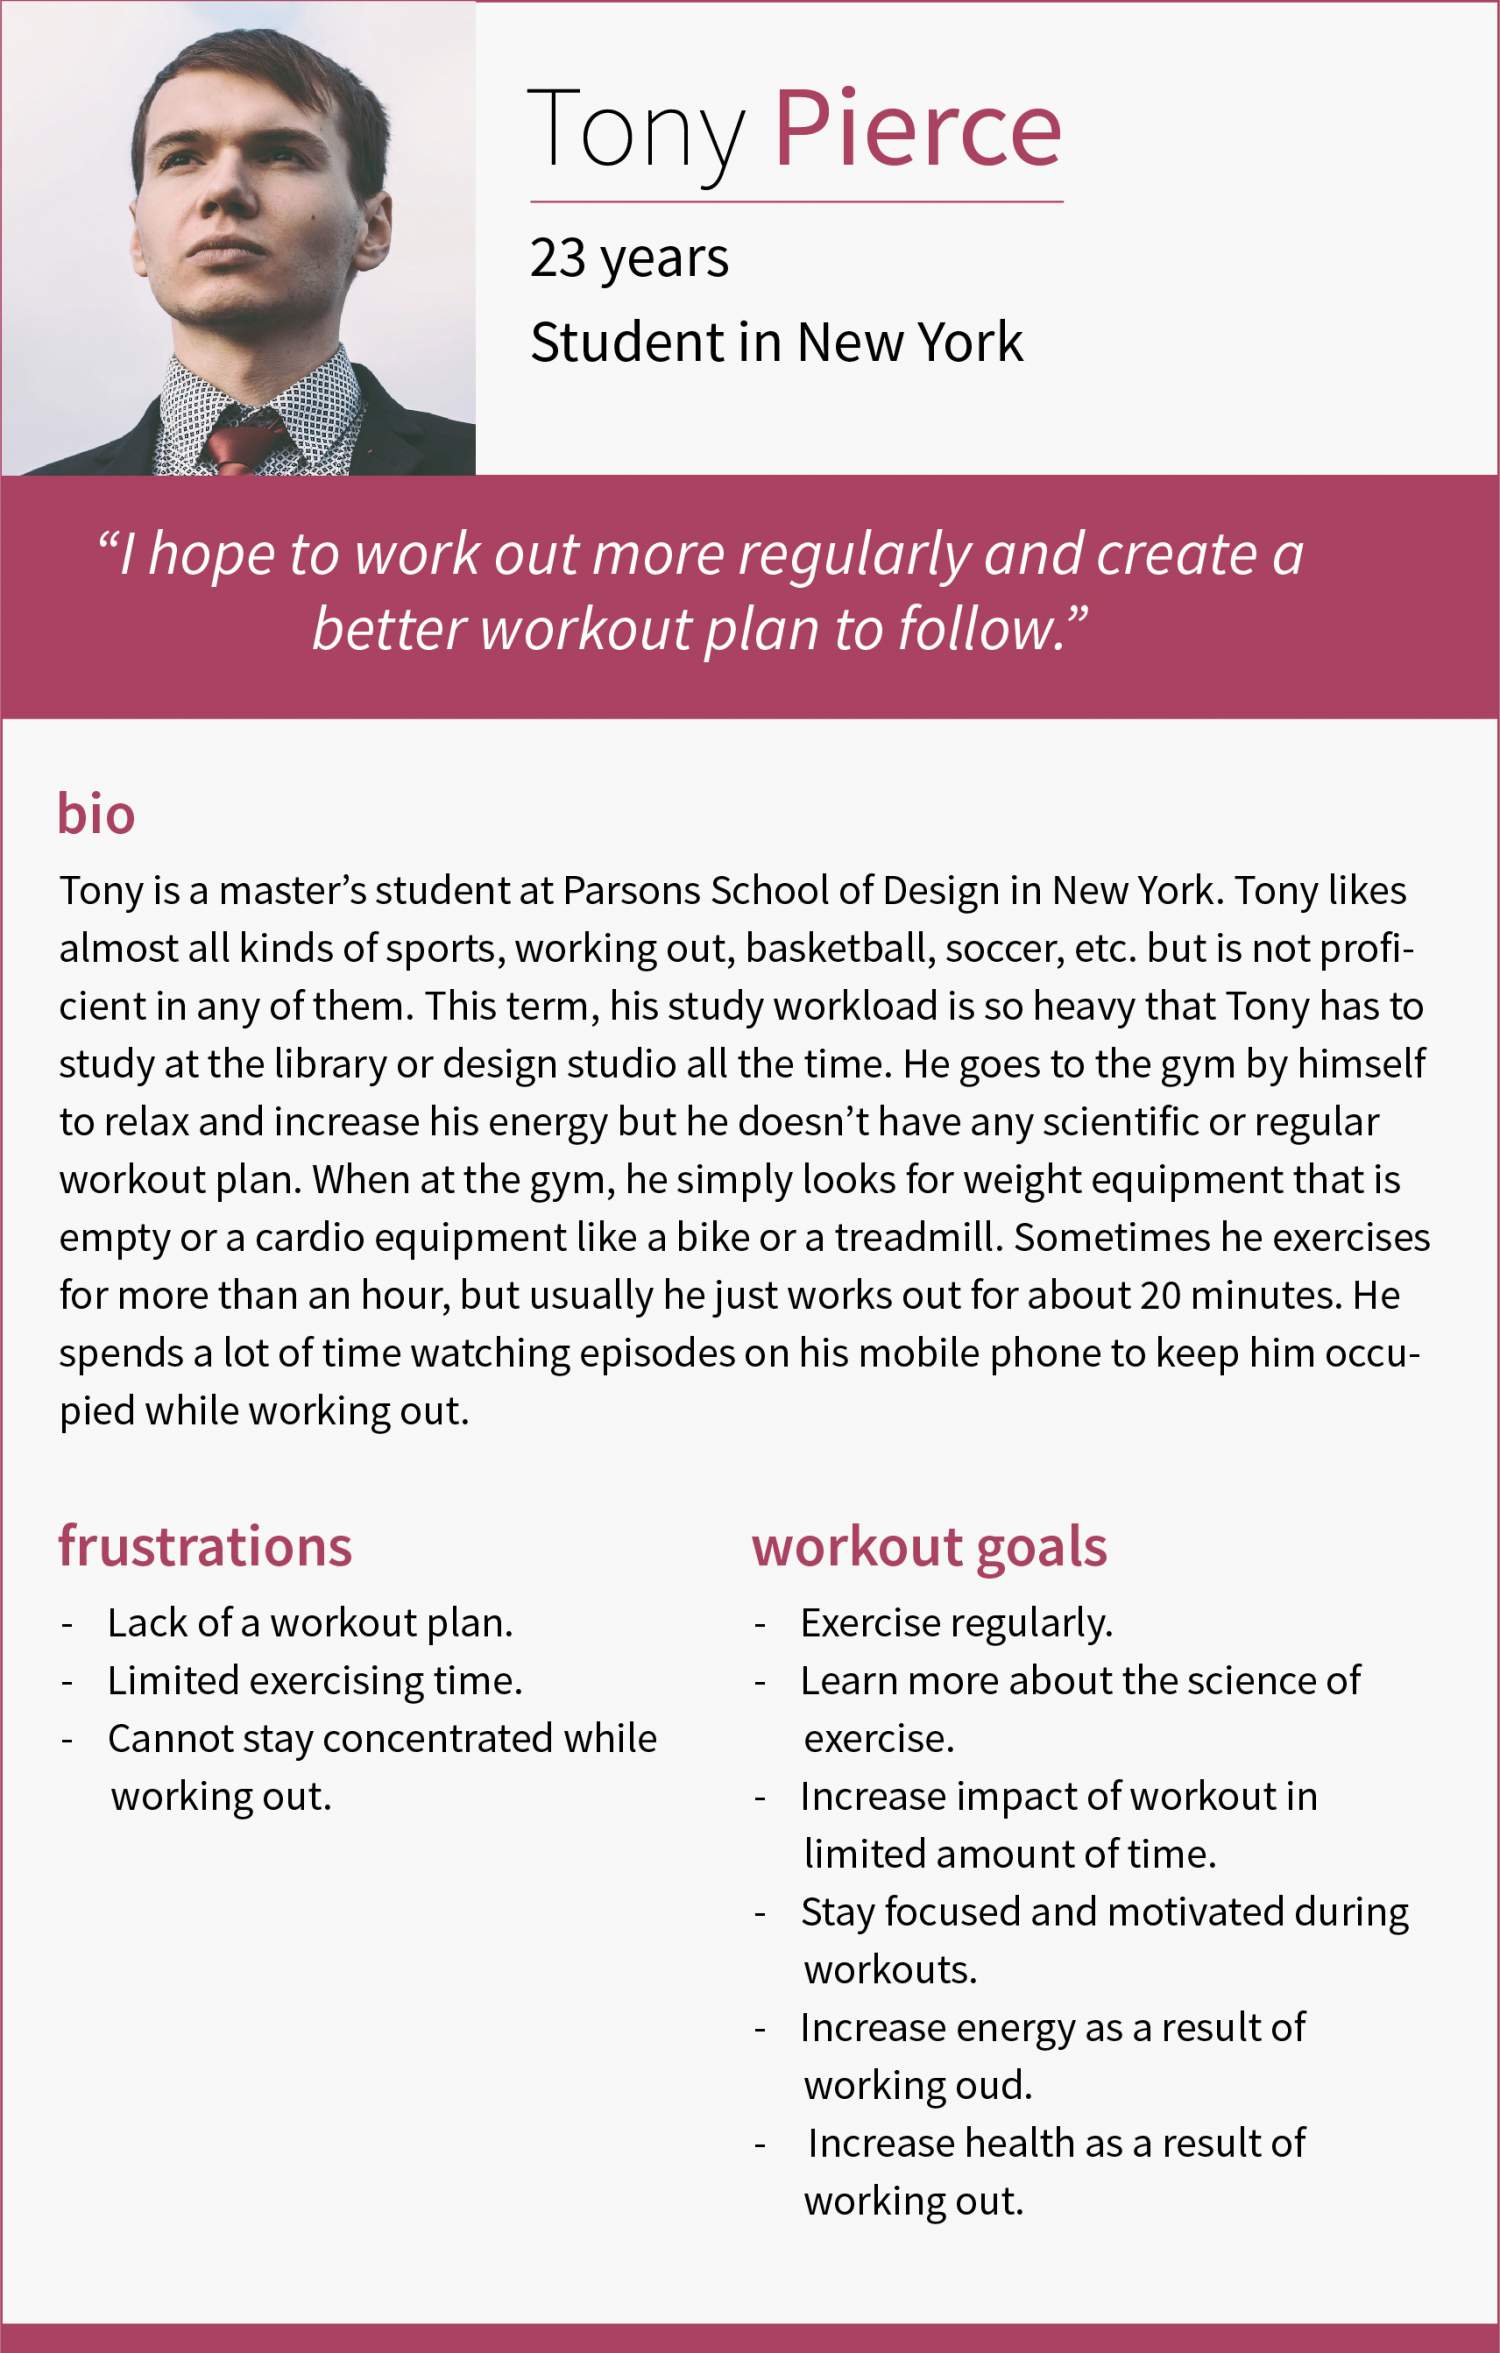 Tony Pierce
23 years
Student in New York
“I hope to work out more regularly and create a
better workout plan to follow.”
bio
Tony is a master’s student at Parsons School of Design in New York. Tony likes
almost all kinds of sports, working out, basketball, soccer, etc. but is not profi-
cient in any of them. This term, his study workload is so heavy that Tony has to
study at the library or design studio all the time. He goes to the gym by himself
to relax and increase his energy but he doesn’t have any scientific or regular
workout plan. When at the gym, he simply looks for weight equipment that is
empty or a cardio equipment like a bike or a treadmill. Sometimes he exercises
for more than an hour, but usually he just works out for about 20 minutes. He
spends a lot of time watching episodes on his mobile phone to keep him occu-
pied while working out.
frustrations
- Lack of a workout plan.
- Limited exercising time.
- Cannot stay concentrated while
working out.
workout goals
- Exercise regularly.
- Learn more about the science of
exercise.
- Increase impact of workout in
limited amount of time.
- Stay focused and motivated during
workouts.
- Increase energy as a result of
working oud.
- Increase health as a result of
working out.